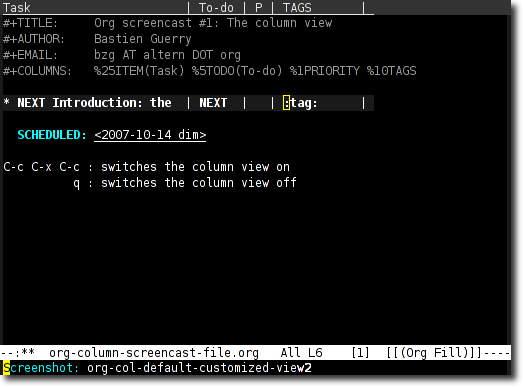 Task | To-do | P | TAGS |
#+TITLE: Org screencast #1: The column view
#+AUTHOR: Bastien Guerry
#+EMAIL: bzg AT altern DOT org
#+COLUMNS: %25ITEM(Task) %5TODO(To-do) %1PRIORITY %10TAGS
* NEXT Introduction: the | NEXT | | :tag: |
SCHEDULED: <2007-10-14 dim>
C-c C-x C-c : switches the column view on
q : switches the column view off
--:** org-column-screencast-file.org All L6 [1] [[(Org Fill)]]----
Screenshot: org-col-default-customized-view2